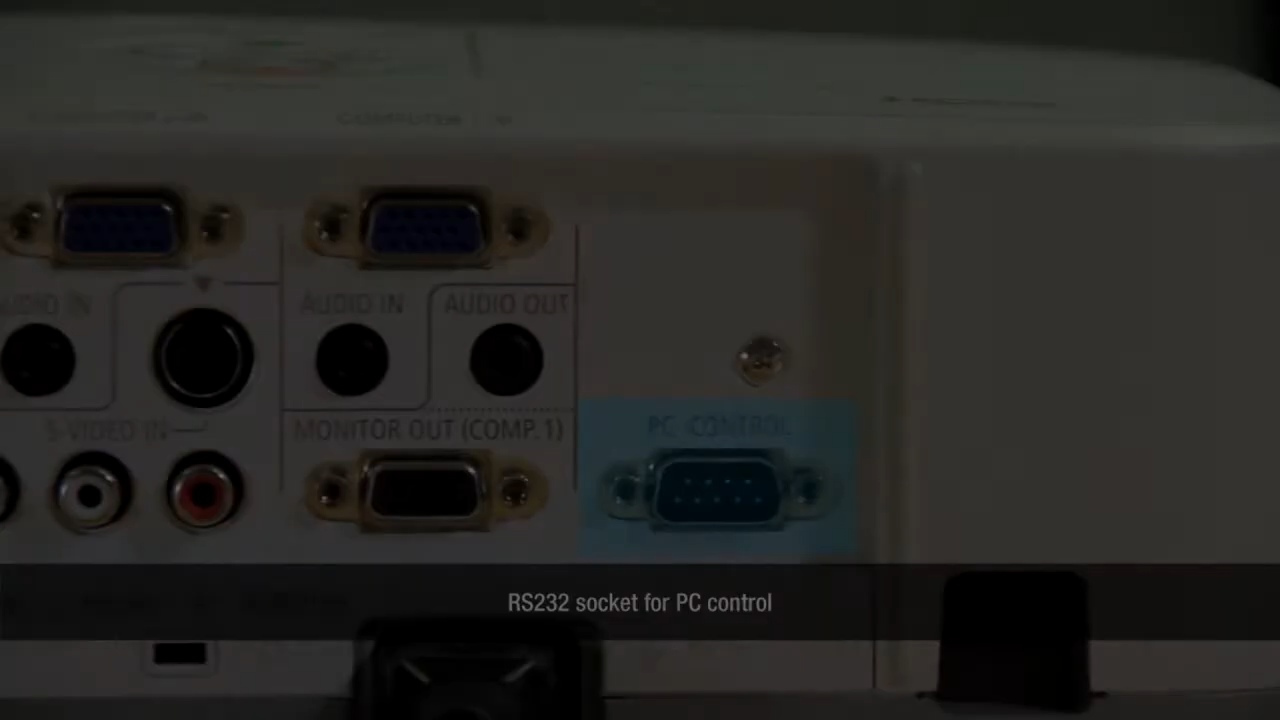 COMPUTER
AUDIO IN
AUDIO IN
AUDIO OUT
S-VIDEO IN
MONITOR OUT (COMP. 1)
PC CONTROL
RS232 socket for PC control